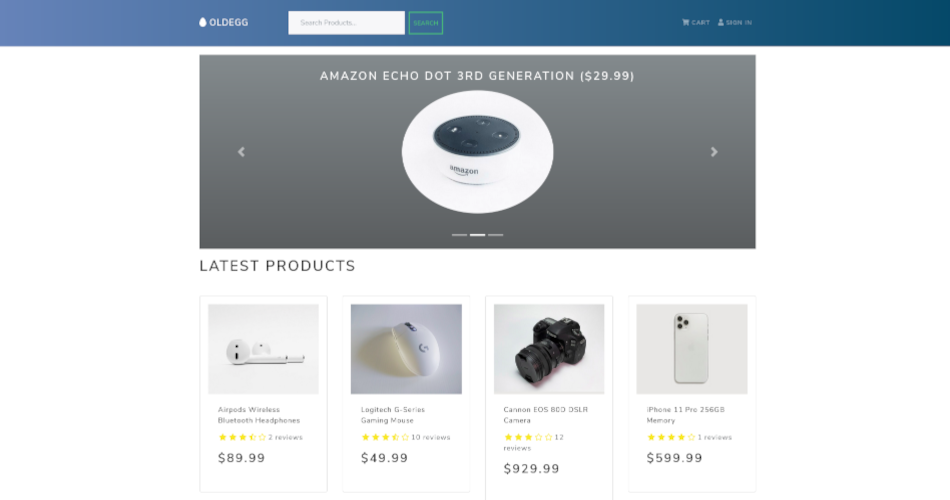 OLDEGG
Search Products...
SEARCH
CART
SIGN IN
AMAZON ECHO DOT 3RD GENERATION ($29.99)
amazon
LATEST PRODUCTS
Airpods Wireless
Bluetooth Headphones
2 reviews
$89.99
Logitech G-Series
Gaming Mouse
10 reviews
$49.99
Cannon EOS 80D DSLR
Camera
12
reviews
$929.99
iPhone 11 Pro 256GB
Memory
1 reviews
$599.99